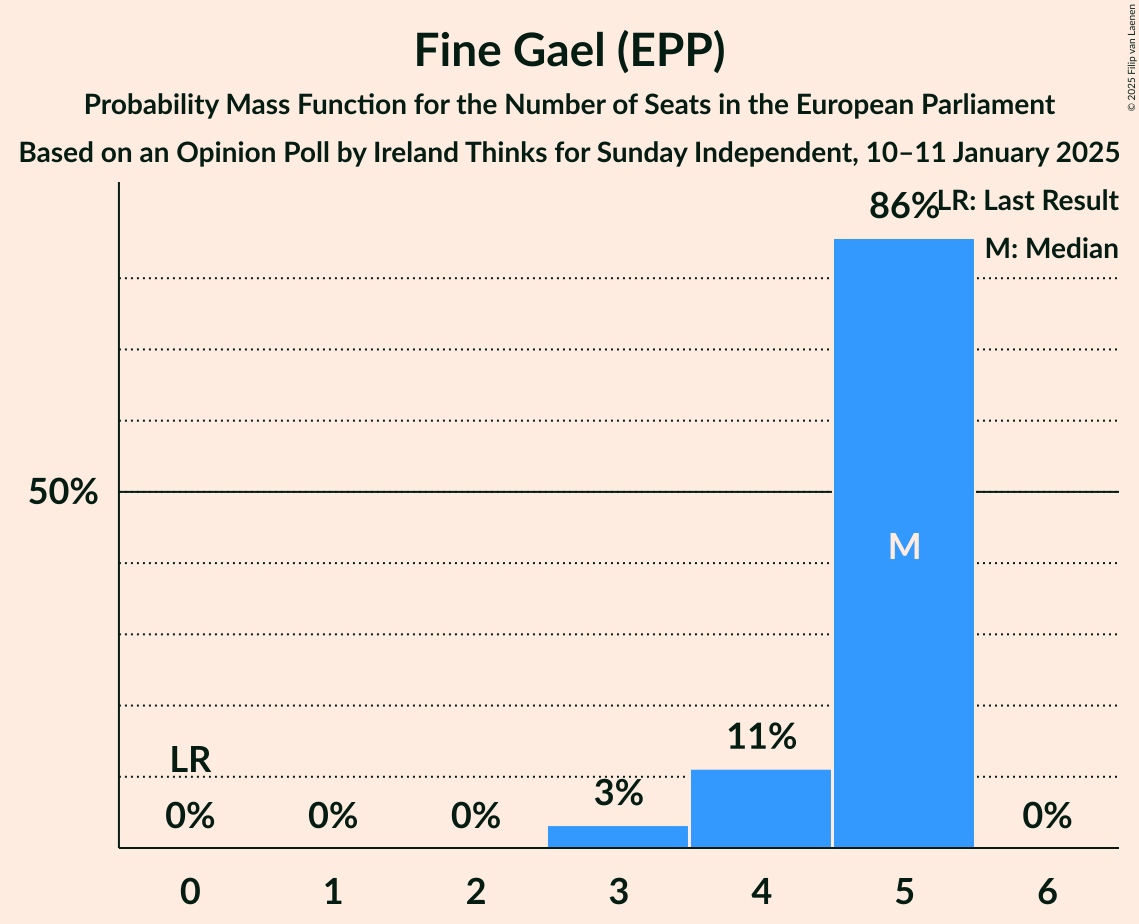 Fine Gael (EPP)
Probability Mass Function for the Number of Seats in the European Parliament
Based on an Opinion Poll by Ireland Thinks for Sunday Independent, 10–11 January 2025
© 2025 Filip van Laenen
LR: Last Result
M: Median
86%
50%
M
LR
11%
3%
0% 0% 0% 0%
0 1 2 3 4 5 6